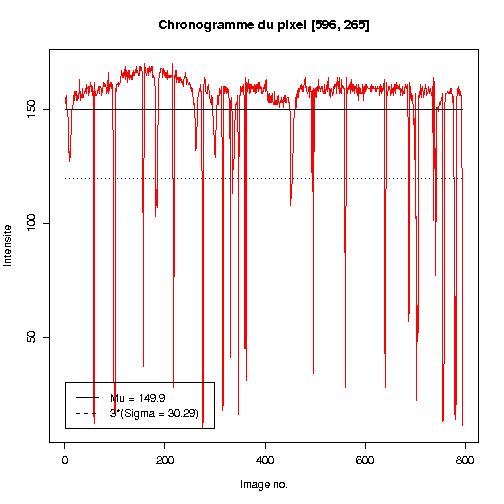 Chronogramme du pixel [596, 265]
Intensite
150
100
50
Mu = 149.9
3*(Sigma = 30.29)
0
200
400
600
800
Image no.